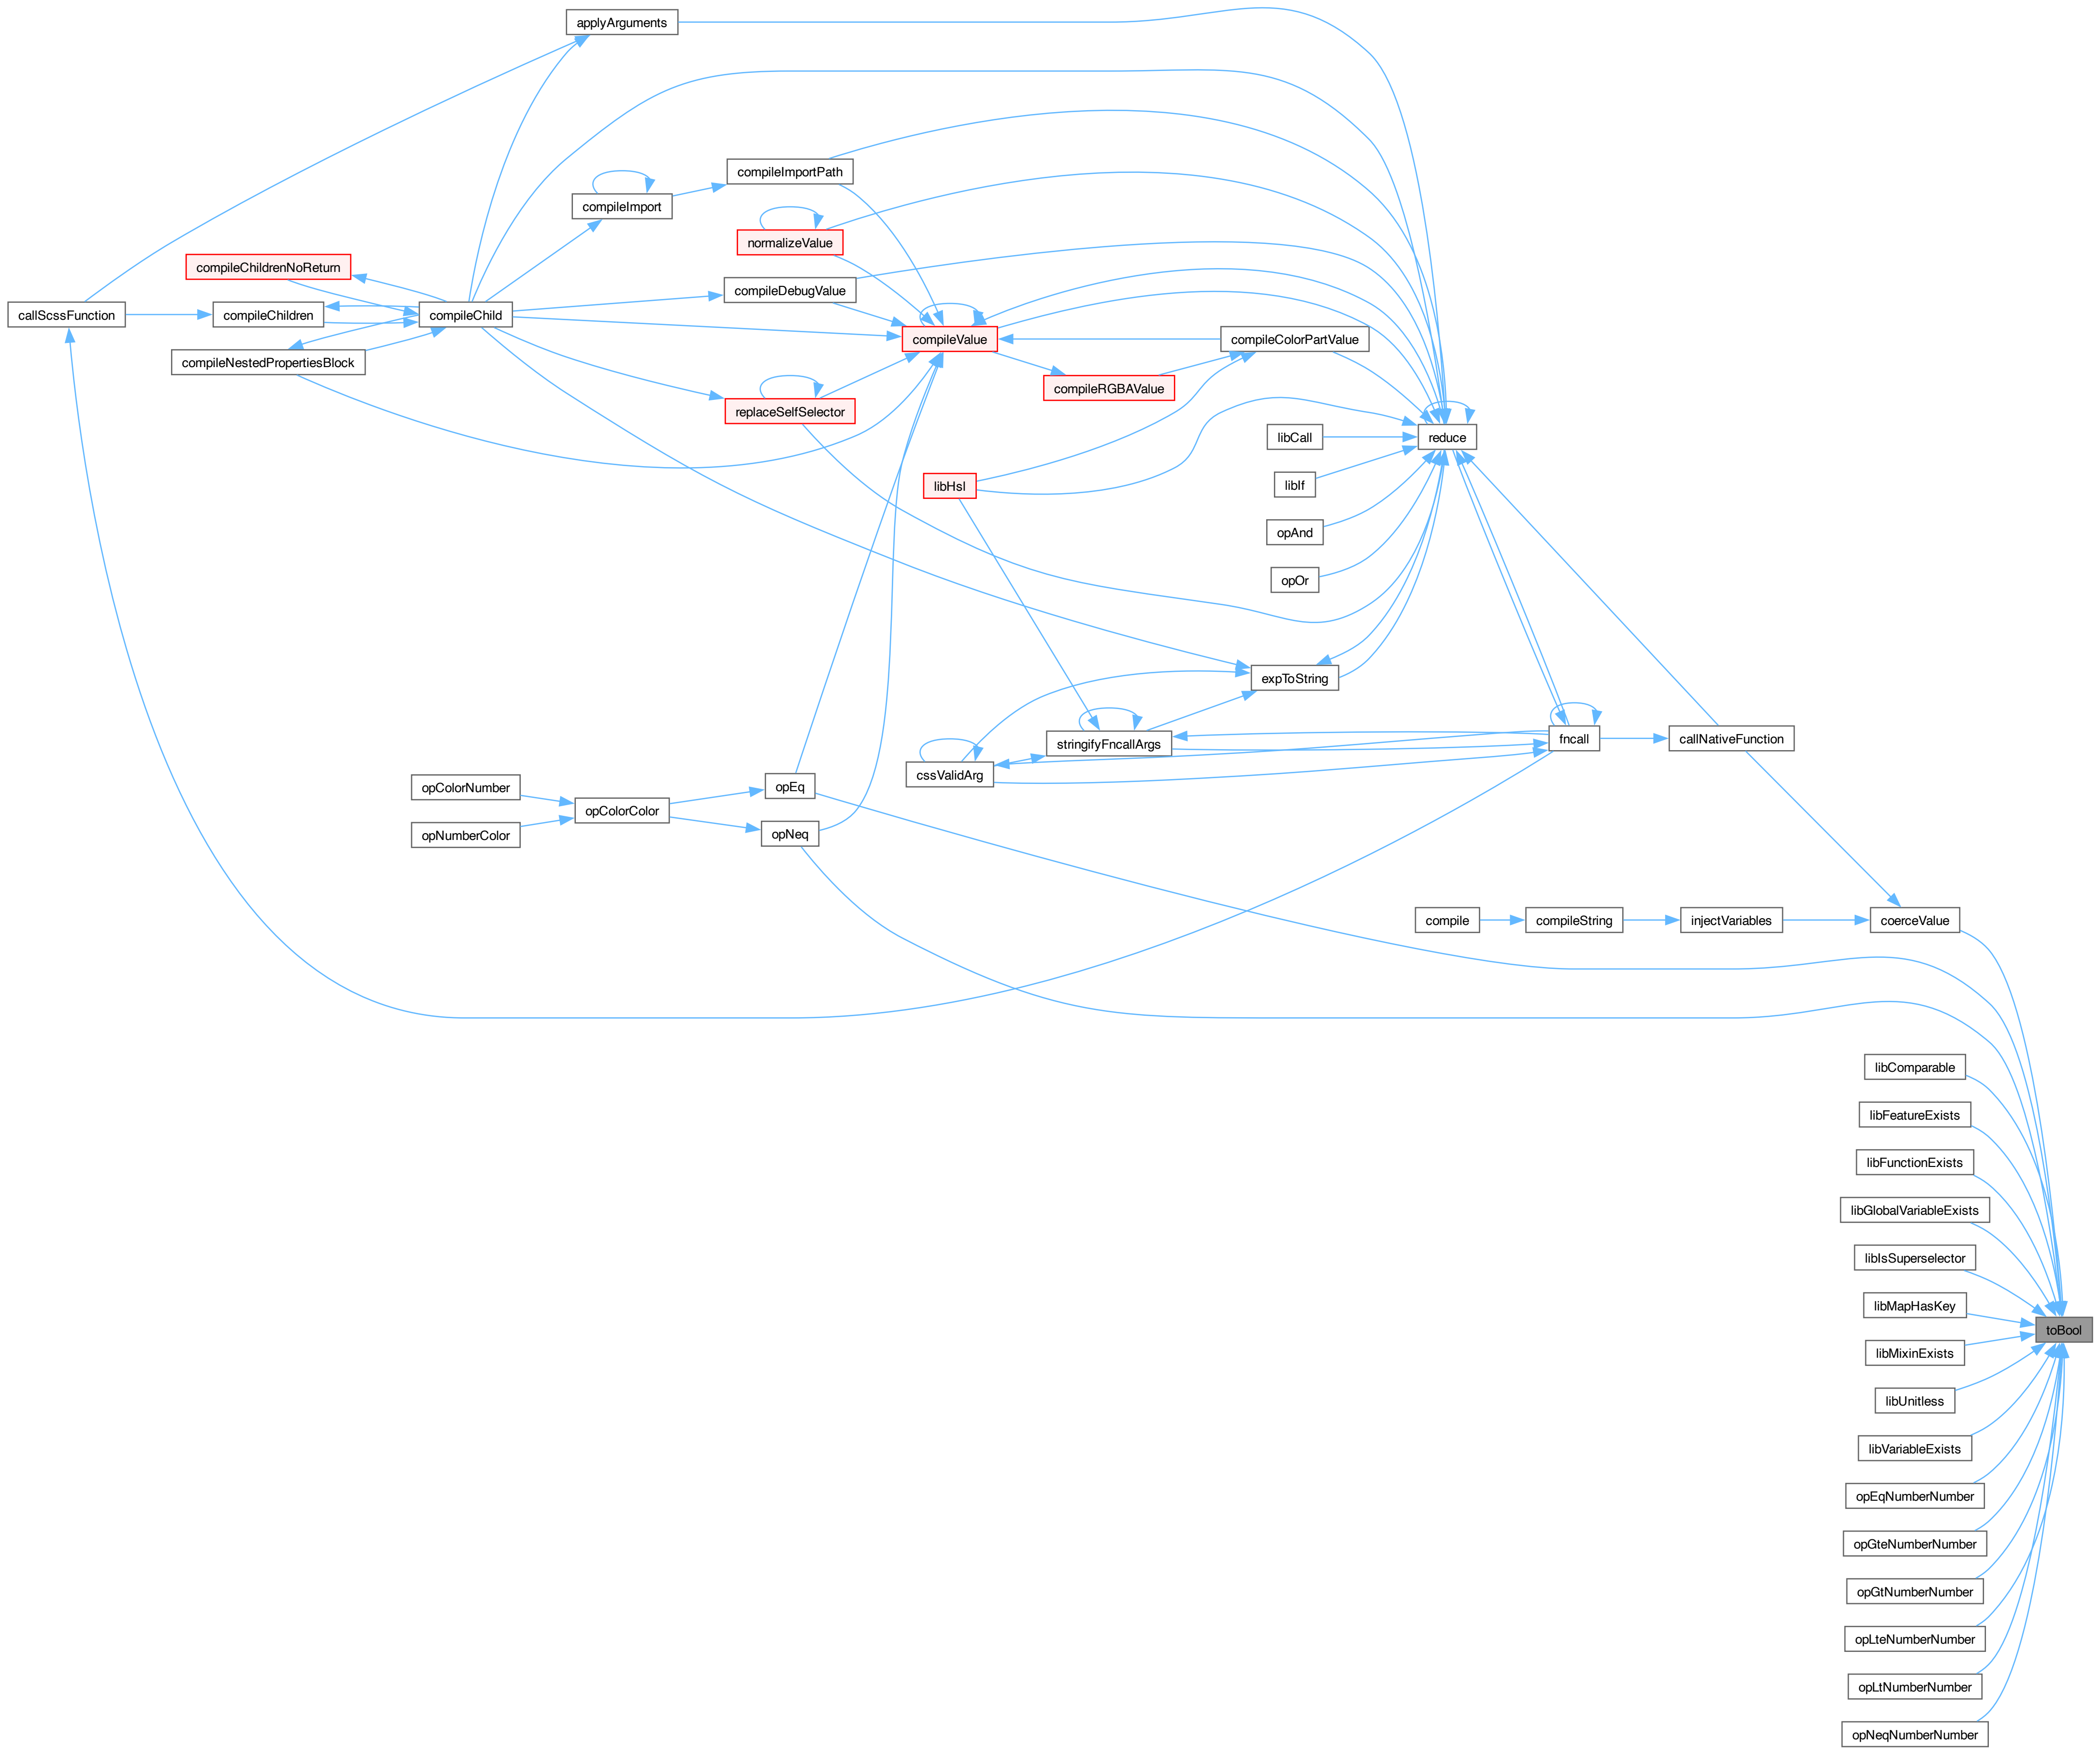 applyArguments
compileImportPath
compileImport
normalizeValue
compileChildrenNoReturn
compileDebugValue
callScssFunction
compileChildren
compileChild
compileValue
compileColorPartValue
compileNestedPropertiesBlock
compileRGBAValue
replaceSelfSelector
libCall
reduce
libHsl
libIf
opAnd
opOr
expToString
stringifyFncallArgs
fncall
callNativeFunction
cssValidArg
opColorNumber
opEq
opColorColor
opNumberColor
opNeq
compile
compileString
injectVariables
coerceValue
libComparable
libFeatureExists
libFunctionExists
libGlobalVariableExists
libIsSuperselector
libMapHasKey
toBool
libMixinExists
libUnitless
libVariableExists
opEqNumberNumber
opGteNumberNumber
opGtNumberNumber
opLteNumberNumber
opLtNumberNumber
opNeqNumberNumber